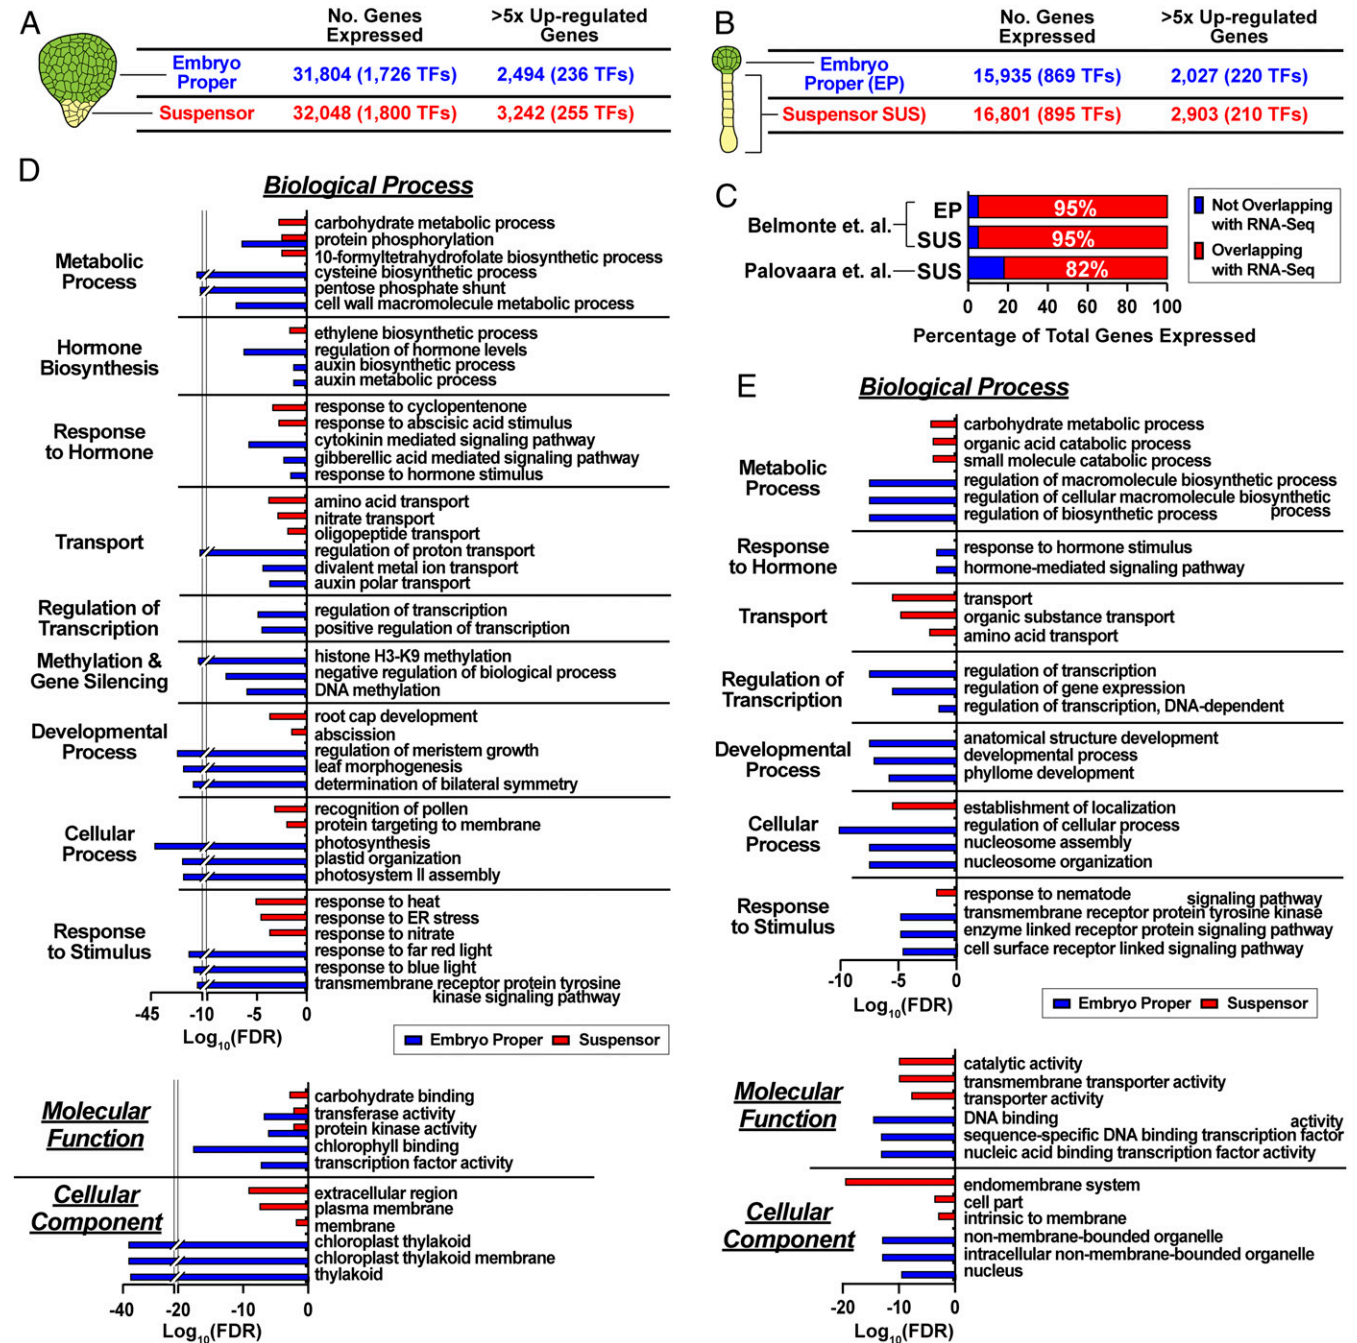 A
No. Genes
Expressed
>5x Up-regulated
Genes
Embryo
Proper
31,804 (1,726 TFs)
2,494 (236 TFs)
Suspensor
32,048 (1,800 TFs)
3,242 (255 TFs)
B
No. Genes
Expressed
>5x Up-regulated
Genes
Embryo
Proper (EP)
15,935 (869 TFs)
2,027 (220 TFs)
Suspensor SUS)
16,801 (895 TFs)
2,903 (210 TFs)
C
Belmonte et. al.
EP
95%
SUS
95%
Palovaara et. al.
SUS
82%
0 20 40 60 80 100
Percentage of Total Genes Expressed
Not Overlapping
with RNA-Seq
Overlapping
with RNA-Seq
D
Biological Process
Metabolic
Process
carbohydrate metabolic process
protein phosphorylation
10-formyltetrahydrofolate biosynthetic process
cysteine biosynthetic process
pentose phosphate shunt
cell wall macromolecule metabolic process
Hormone
Biosynthesis
ethylene biosynthetic process
regulation of hormone levels
auxin biosynthetic process
auxin metabolic process
Response
to Hormone
response to cyclopentenone
response to abscisic acid stimulus
cytokinin mediated signaling pathway
gibberellic acid mediated signaling pathway
response to hormone stimulus
Transport
amino acid transport
nitrate transport
oligopeptide transport
regulation of proton transport
divalent metal ion transport
auxin polar transport
Regulation of
Transcription
regulation of transcription
positive regulation of transcription
Methylation &
Gene Silencing
histone H3-K9 methylation
negative regulation of biological process
DNA methylation
Developmental
Process
root cap development
abscission
regulation of meristem growth
leaf morphogenesis
determination of bilateral symmetry
Cellular
Process
recognition of pollen
protein targeting to membrane
photosynthesis
plastid organization
photosystem II assembly
Response
to Stimulus
response to heat
response to ER stress
response to nitrate
response to far red light
response to blue light
transmembrane receptor protein tyrosine
kinase signaling pathway
-45 -10 -5 0
Log10(FDR)
Embryo Proper Suspensor
Molecular
Function
carbohydrate binding
transferase activity
protein kinase activity
chlorophyll binding
transcription factor activity
Cellular
Component
extracellular region
plasma membrane
membrane
chloroplast thylakoid
chloroplast thylakoid membrane
thylakoid
-40 -20 -10 0
Log10(FDR)
E
Biological Process
Metabolic
Process
carbohydrate metabolic process
organic acid catabolic process
small molecule catabolic process
regulation of macromolecule biosynthetic process
regulation of cellular macromolecule biosynthetic
process
regulation of biosynthetic process
Response
to Hormone
response to hormone stimulus
hormone-mediated signaling pathway
Transport
transport
organic substance transport
amino acid transport
Regulation of
Transcription
regulation of transcription
regulation of gene expression
regulation of transcription, DNA-dependent
Developmental
Process
anatomical structure development
developmental process
phyllome development
Cellular
Process
establishment of localization
regulation of cellular process
nucleosome assembly
nucleosome organization
Response
to Stimulus
response to nematode
signaling pathway
transmembrane receptor protein tyrosine kinase
enzyme linked receptor protein signaling pathway
cell surface receptor linked signaling pathway
-10 -5 0
Log10(FDR)
Embryo Proper Suspensor
Molecular
Function
catalytic activity
transmembrane transporter activity
transporter activity
DNA binding
activity
sequence-specific DNA binding transcription factor
nucleic acid binding transcription factor activity
Cellular
Component
endomembrane system
cell part
intrinsic to membrane
non-membrane-bounded organelle
intracellular non-membrane-bounded organelle
nucleus
-20 -10 0
Log10(FDR)